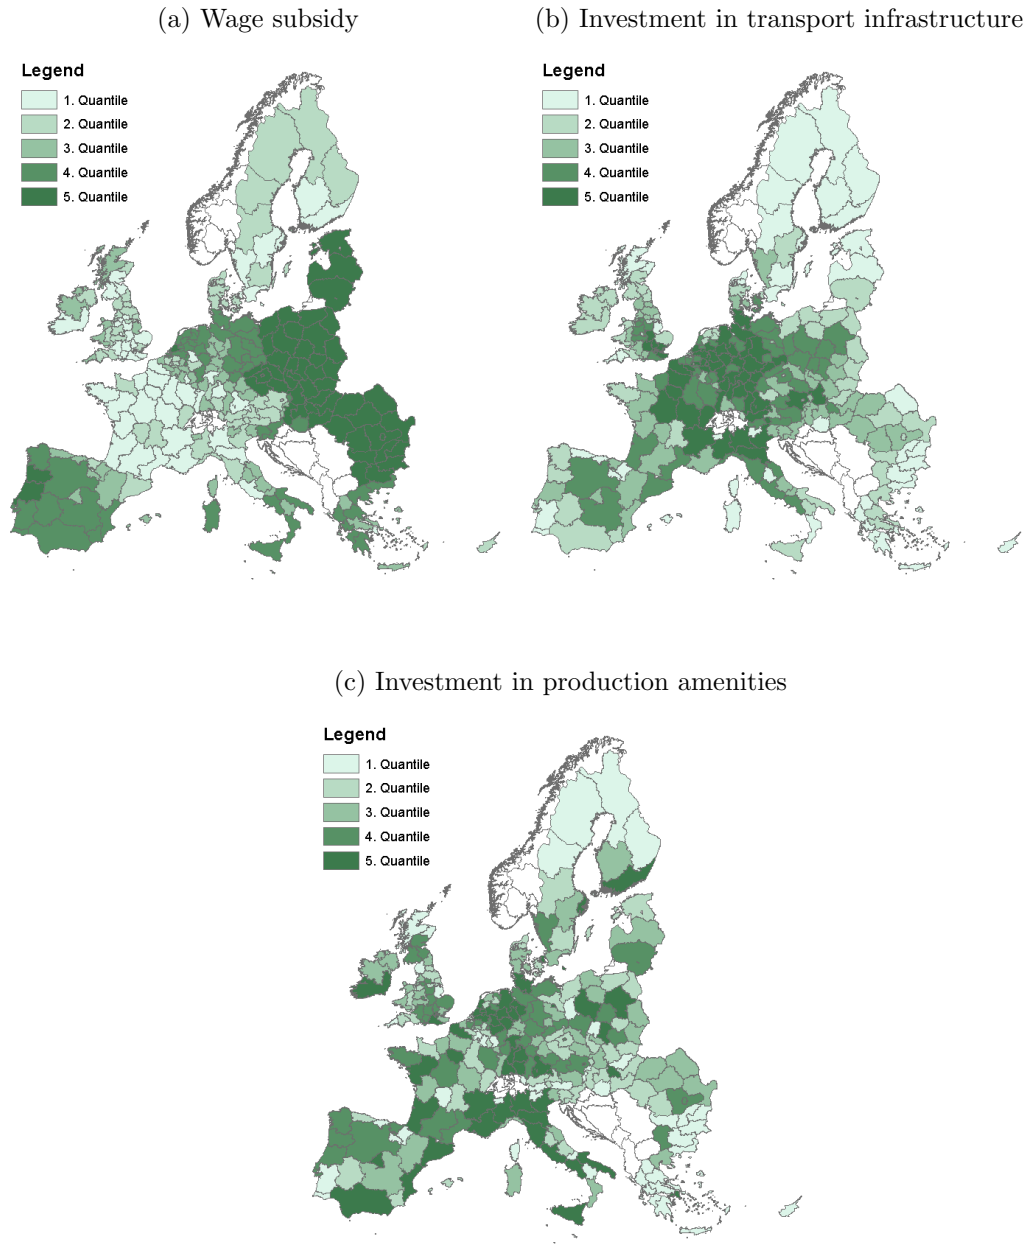 (a) Wage subsidy
(b) Investment in transport infrastructure
Legend
1. Quantile
2. Quantile
3. Quantile
4. Quantile
5. Quantile
Legend
1. Quantile
2. Quantile
3. Quantile
4. Quantile
5. Quantile
(c) Investment in production amenities
Legend
1. Quantile
2. Quantile
3. Quantile
4. Quantile
5. Quantile